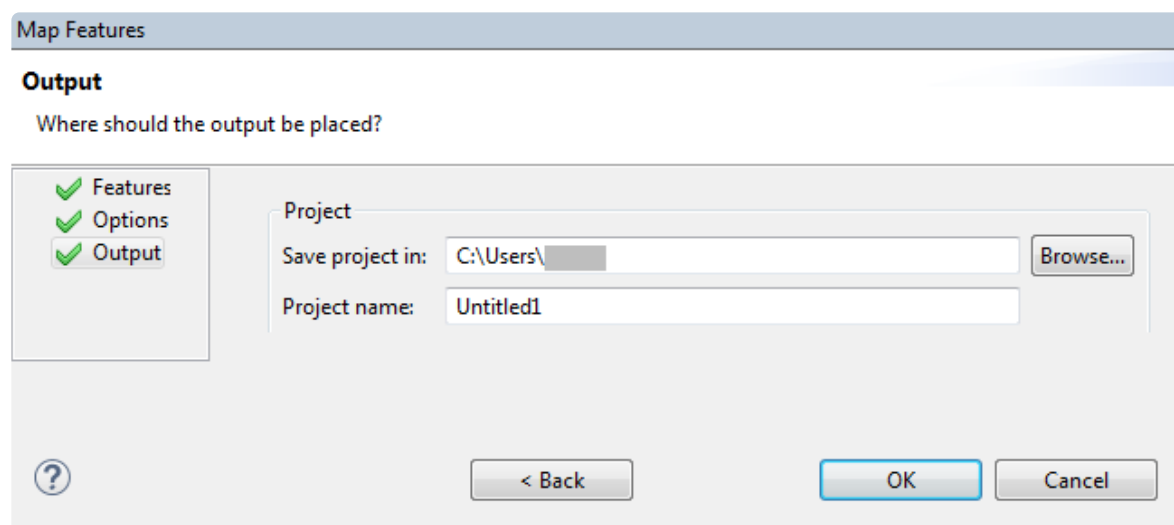 Map Features
Output
Where should the output be placed?
Features
Options
Output
Project
Save project in: C:\Users\ Browse...
Project name: Untitled1
? < Back OK Cancel